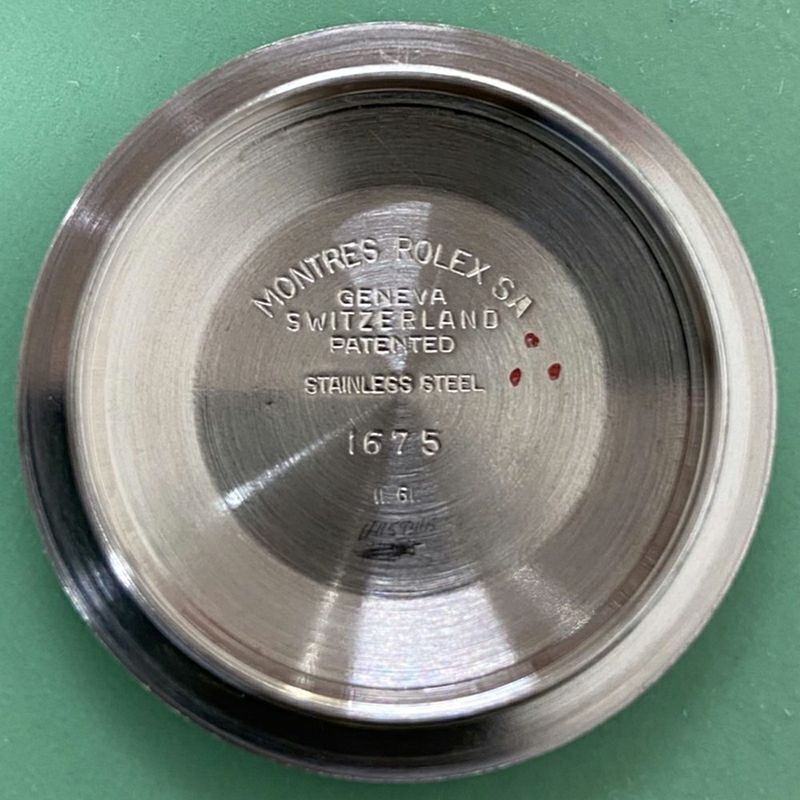 MONTRES ROLEX SA
GENEVA
SWITZERLAND
PATENTED
STAINLESS STEEL
1675
II 61